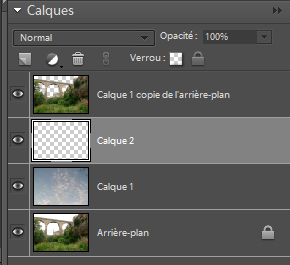 Calques
Normal Opacité: 100%
Verrou:
Calque 1 copie de l'arrière-plan
Calque 2
Calque 1
Arrière-plan